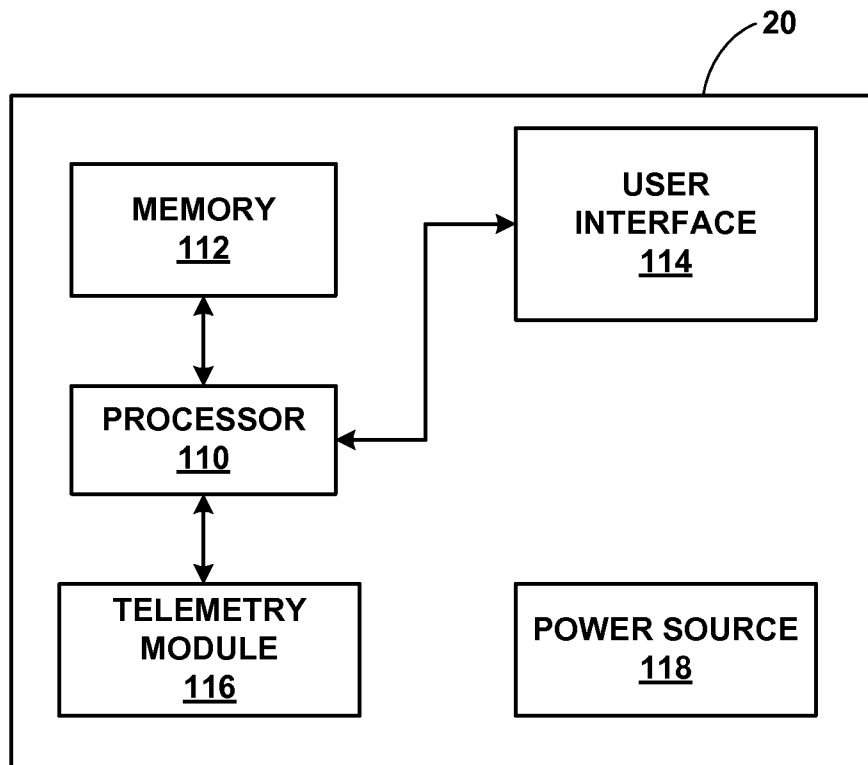 20
MEMORY
112
USER
INTERFACE
114
PROCESSOR
110
TELEMETRY
MODULE
116
POWER SOURCE
118